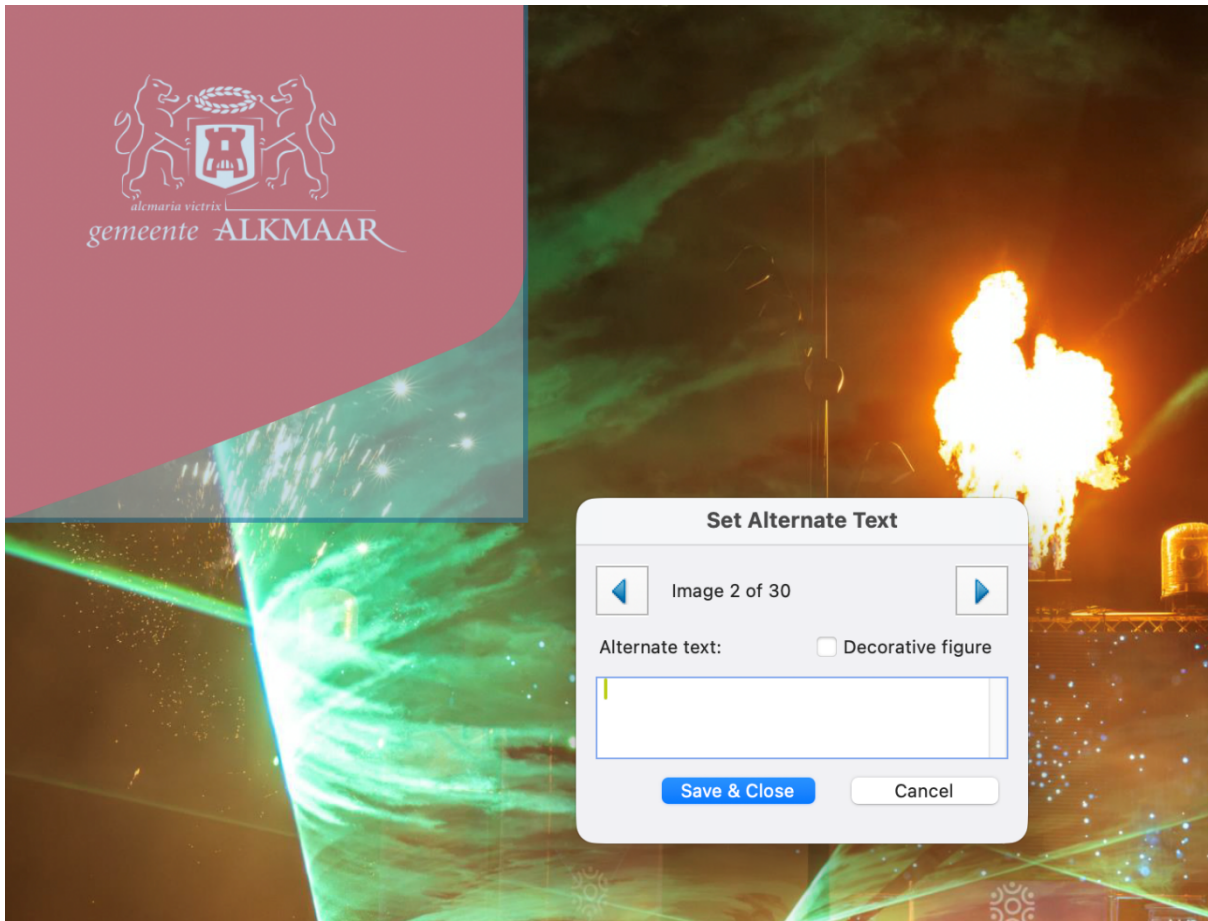 alcmaria victrix
gemeente ALKMAAR
Set Alternate Text
Image 2 of 30
Alternate text:
Decorative figure
Save & Close
Cancel